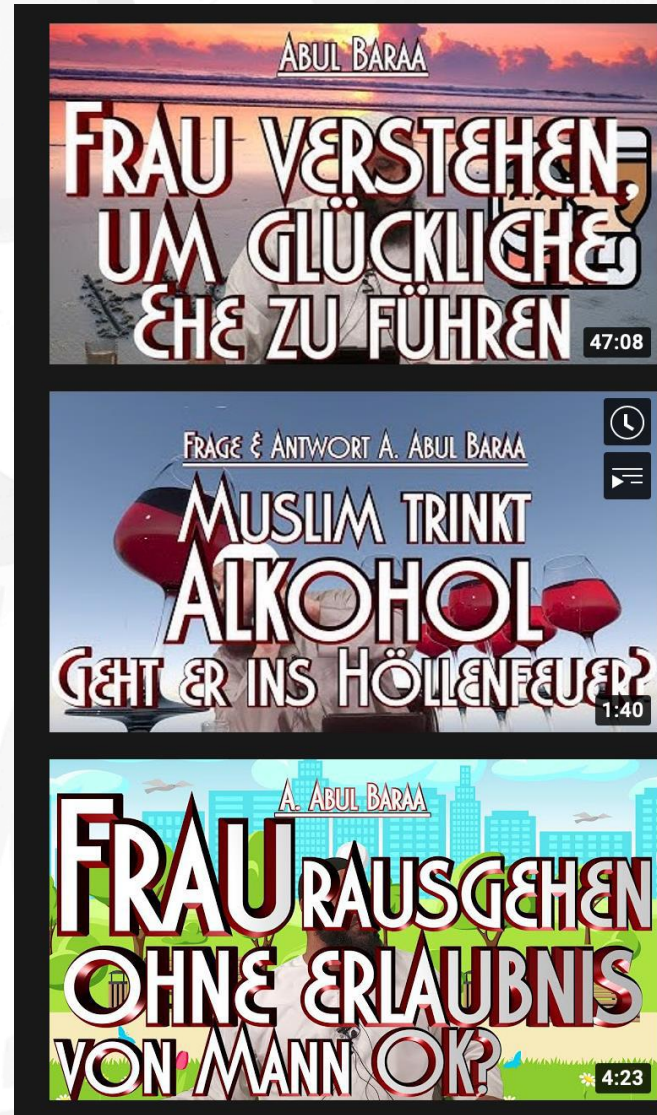 ABUL BARAA
FRAU VERSTEHEN,
UM GLÜCKLICHE
EHE ZU FÜHREN
47:08
FRAGE & ANTWORT A. ABUL BARAA
MUSLIM TRINKT
ALKOHOL
GEHT ER INS HÖLLENFEUER?
1:40
A. ABUL BARAA
FRAU RAUSGEHEN
OHNE ERLAUBNIS
VON MANN OK?
4:23